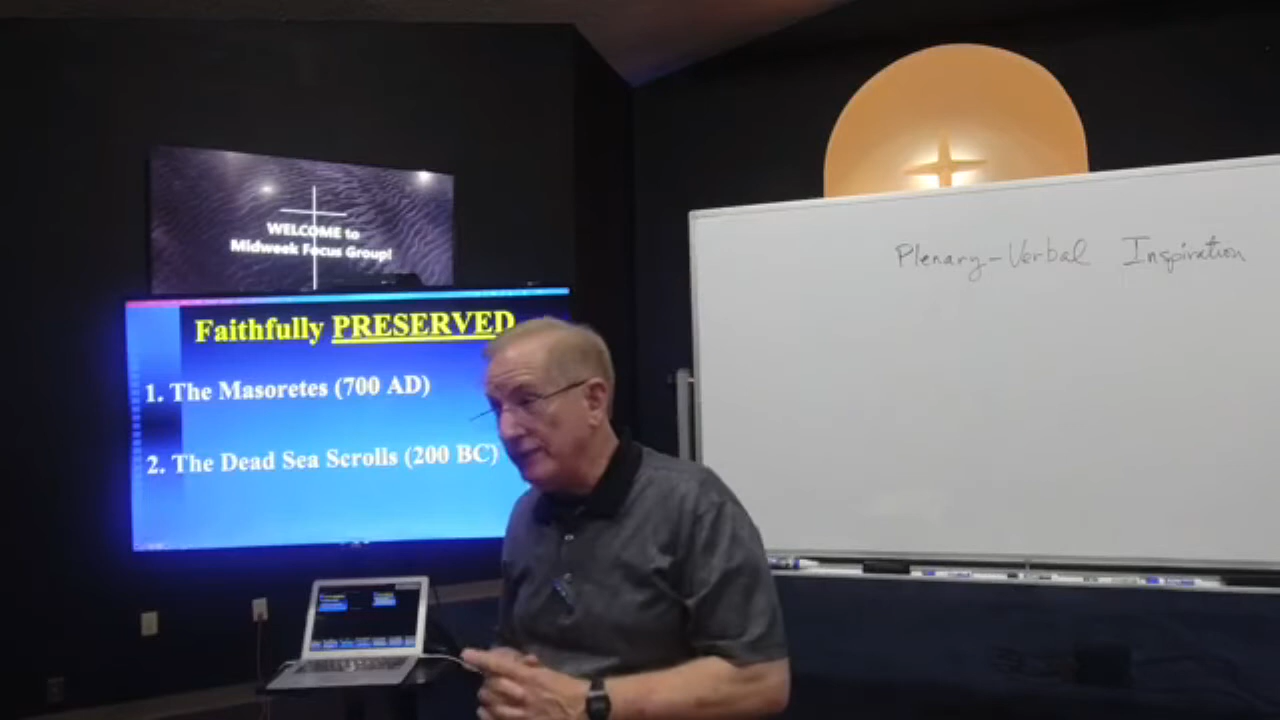 WELCOME to
Midweek Focus Group!
Faithfully PRESERVED
1. The Masoretes (700 AD)
2. The Dead Sea Scrolls (200 BC)
Plenary-Verbal Inspiration